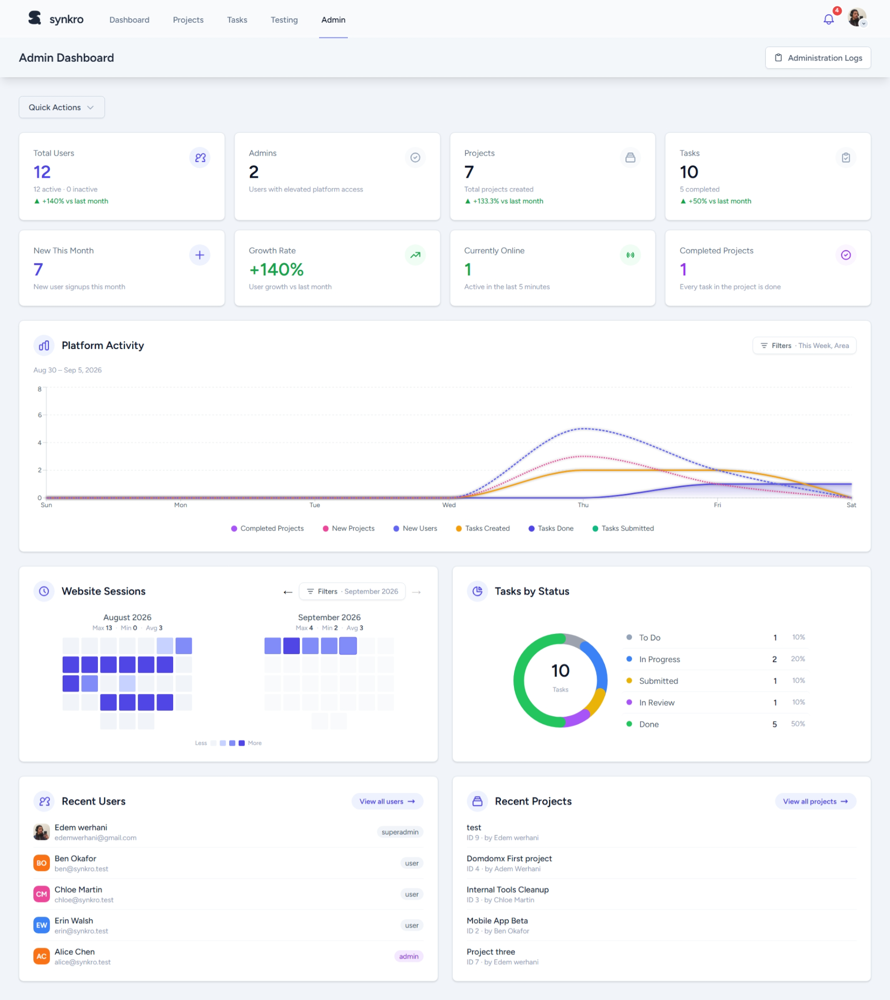 synkro
Dashboard
Projects
Tasks
Testing
Admin
4
Admin Dashboard
Administration Logs
Quick Actions
Total Users
12
12 active · 0 inactive
▲ +140% vs last month
Admins
2
Users with elevated platform access
Projects
7
Total projects created
▲ +133.3% vs last month
Tasks
10
5 completed
▲ +50% vs last month
New This Month
7
New user signups this month
Growth Rate
+140%
User growth vs last month
Currently Online
1
Active in the last 5 minutes
Completed Projects
1
Every task in the project is done
Platform Activity
Filters · This Week, Area
Aug 30 – Sep 5, 2026
8
6
4
2
0
Sun Mon Tue Wed Thu Fri Sat
Completed Projects New Projects New Users Tasks Created Tasks Done Tasks Submitted
Website Sessions
← Filters · September 2026 →
August 2026
Max 13 · Min 0 · Avg 3
September 2026
Max 4 · Min 2 · Avg 3
Less More
Tasks by Status
10
Tasks
To Do 1 10%
In Progress 2 20%
Submitted 1 10%
In Review 1 10%
Done 5 50%
Recent Users
View all users →
Edem werhani
edemwerhani@gmail.com
superadmin
BO
Ben Okafor
ben@synkro.test
user
CM
Chloe Martin
chloe@synkro.test
user
EW
Erin Walsh
erin@synkro.test
user
AC
Alice Chen
alice@synkro.test
admin
Recent Projects
View all projects →
test
ID 9 · by Edem werhani
Domdomx First project
ID 4 · by Adem Werhani
Internal Tools Cleanup
ID 3 · by Chloe Martin
Mobile App Beta
ID 2 · by Ben Okafor
Project three
ID 7 · by Edem werhani